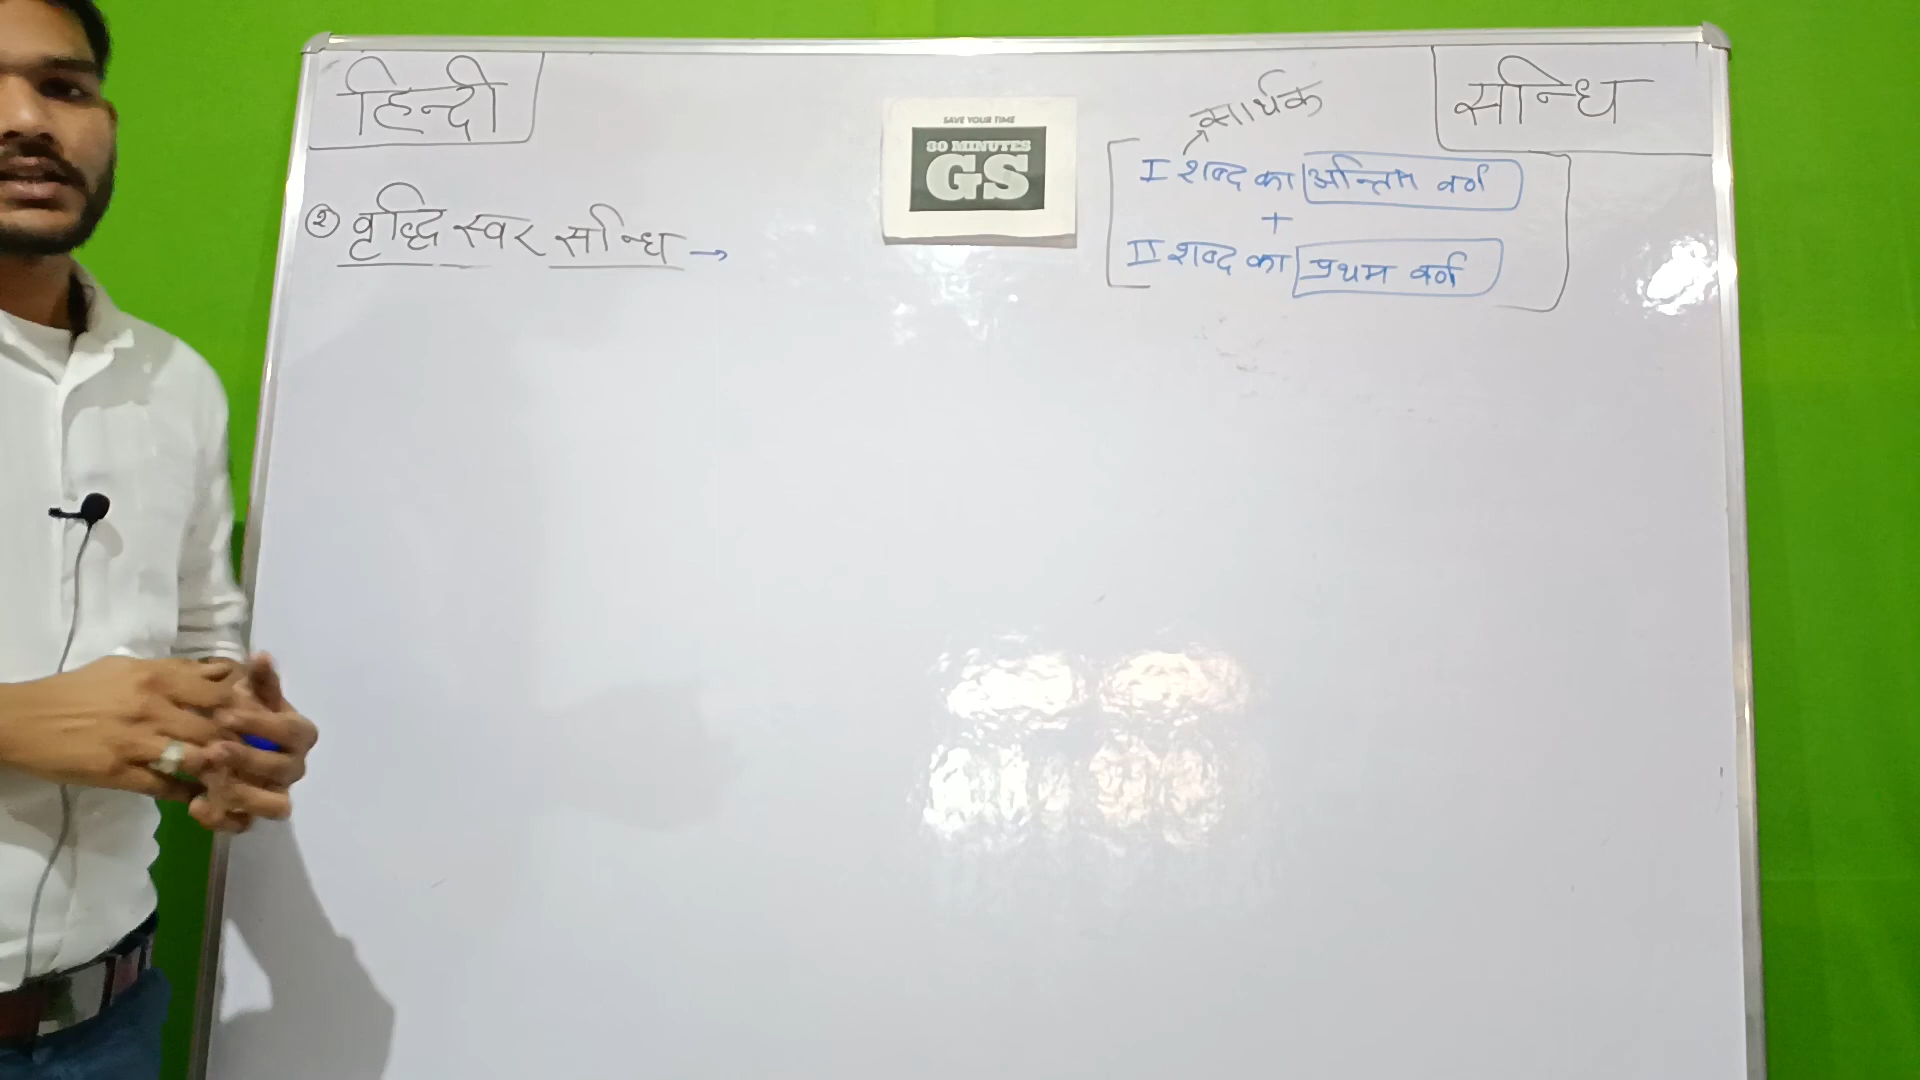 हिन्दी
सन्धि
SAVE YOUR TIME
30 MINUTES
GS
सार्थक
I शब्द का अन्तिम वर्ण
+
II शब्द का प्रथम वर्ण
② वृद्धि स्वर सन्धि →